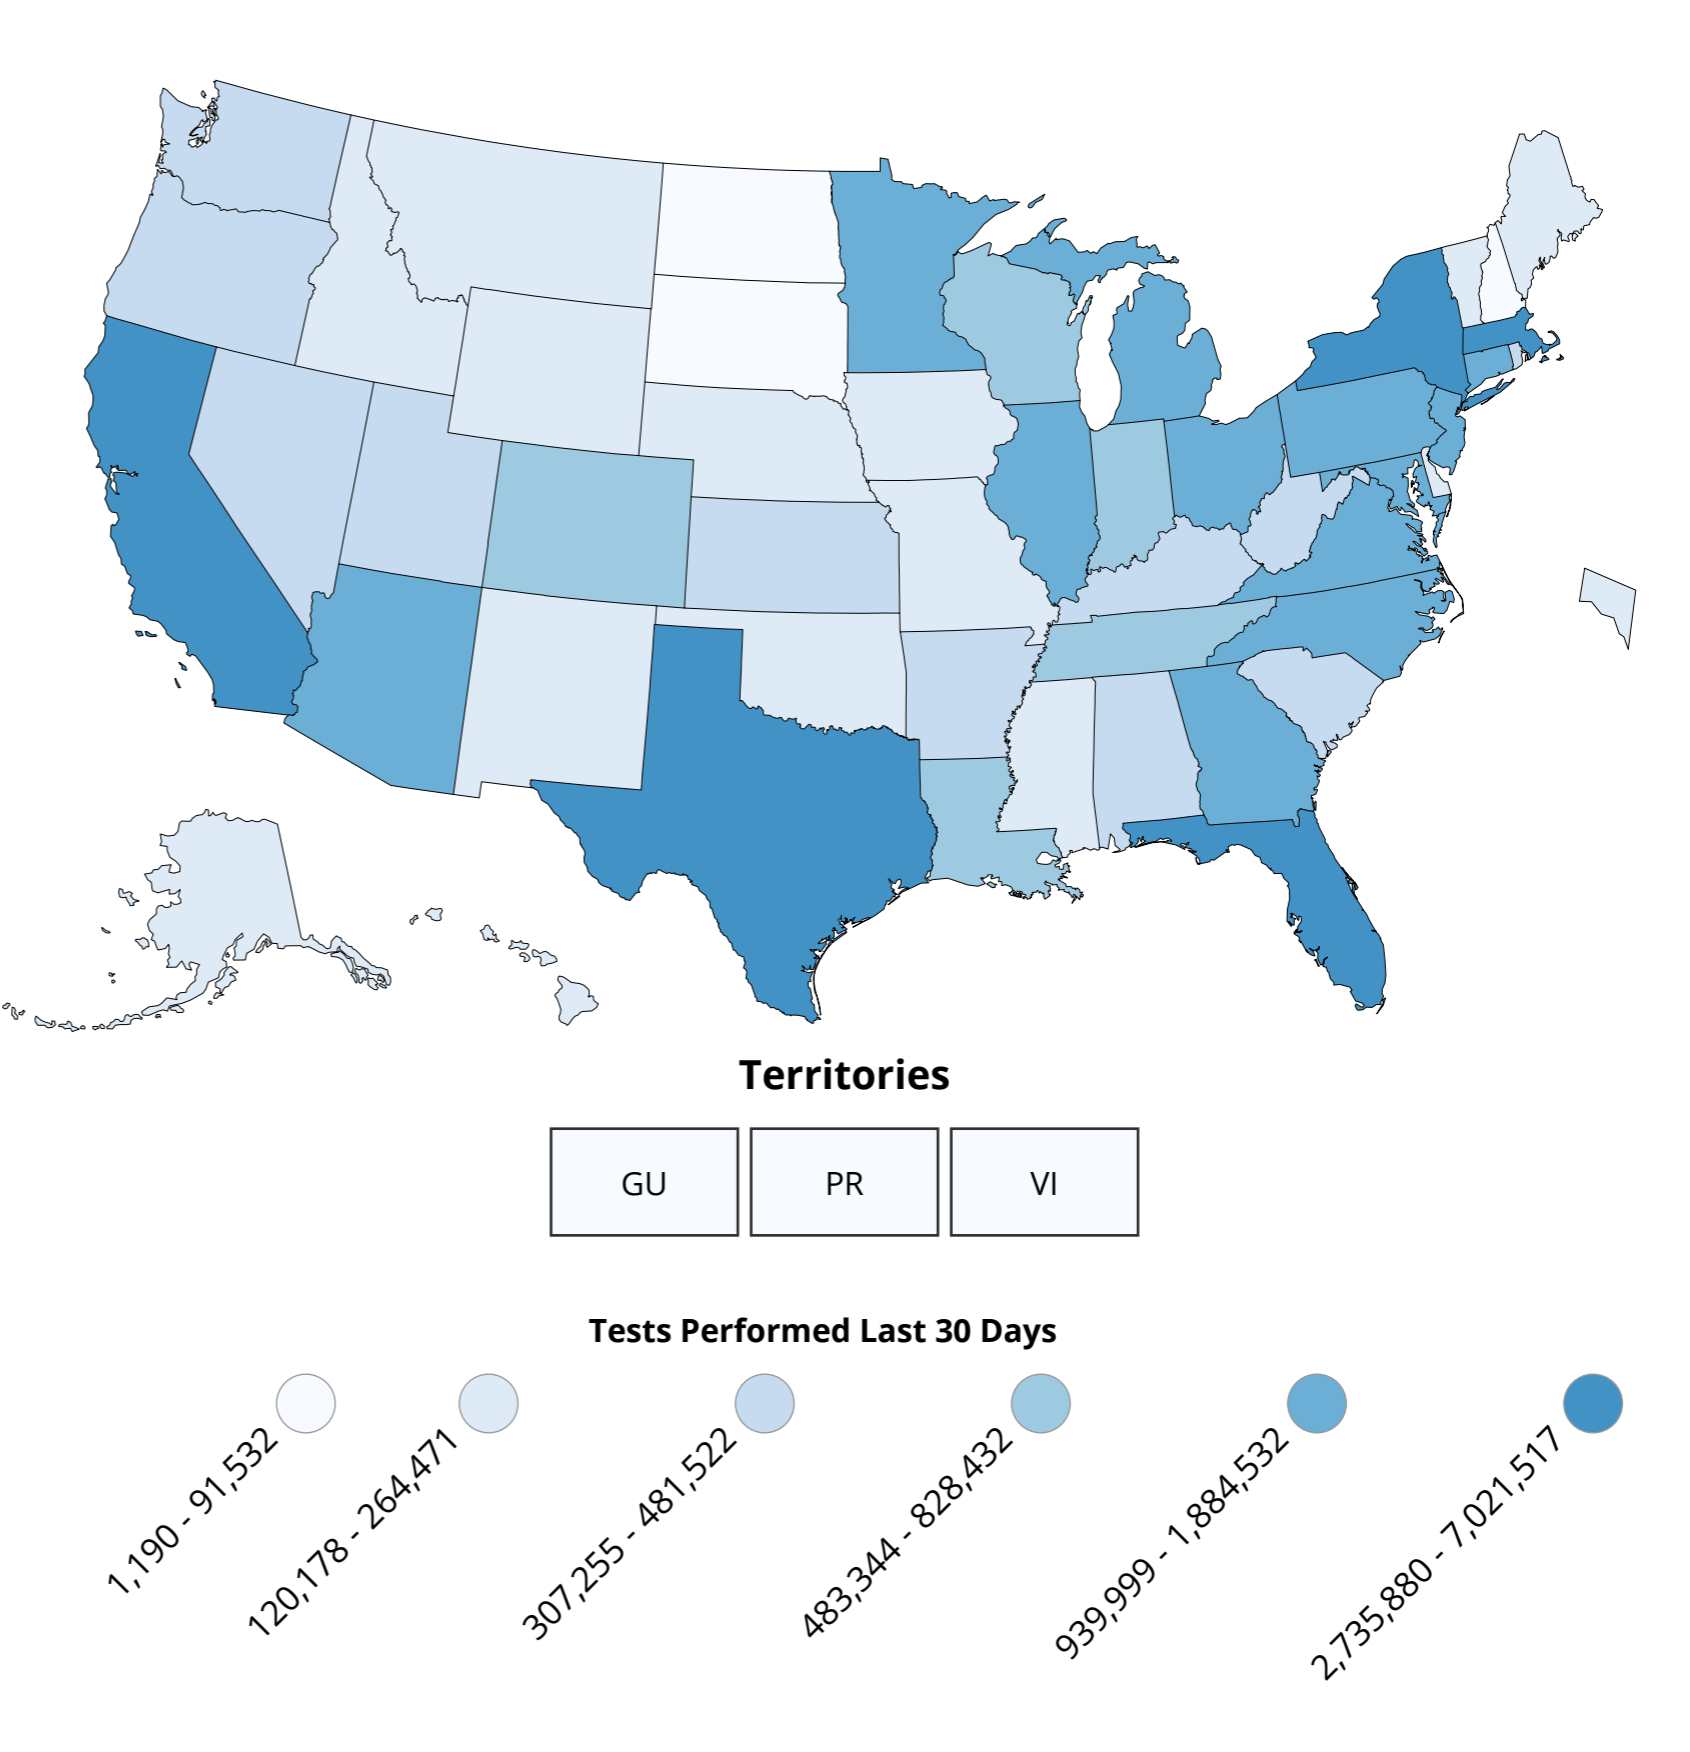 Territories
GU
PR
VI
Tests Performed Last 30 Days
1,190 - 91,532
120,178 - 264,471
307,255 - 481,522
483,344 - 828,432
939,999 - 1,884,532
2,735,880 - 7,021,517